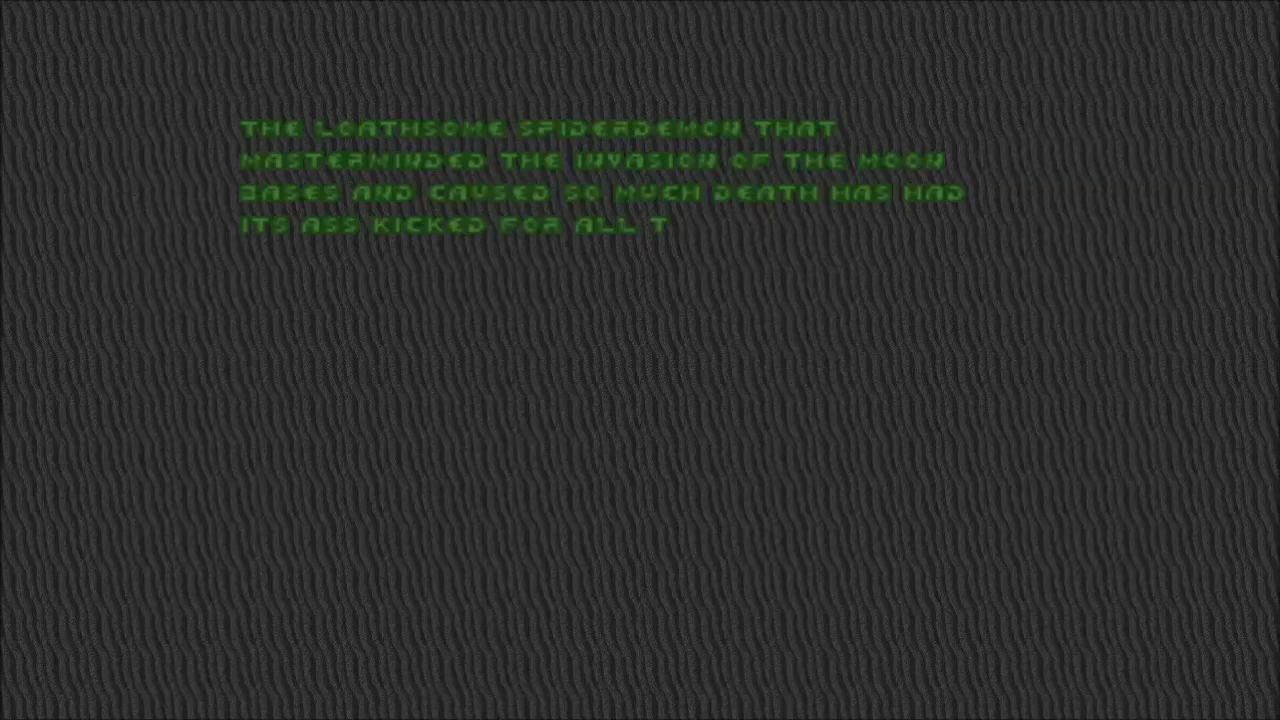 THE LOATHSOME SPIDERDEMON THAT
MASTERMINDED THE INVASION OF THE MOON
BASES AND CAUSED SO MUCH DEATH HAS HAD
ITS ASS KICKED FOR ALL T